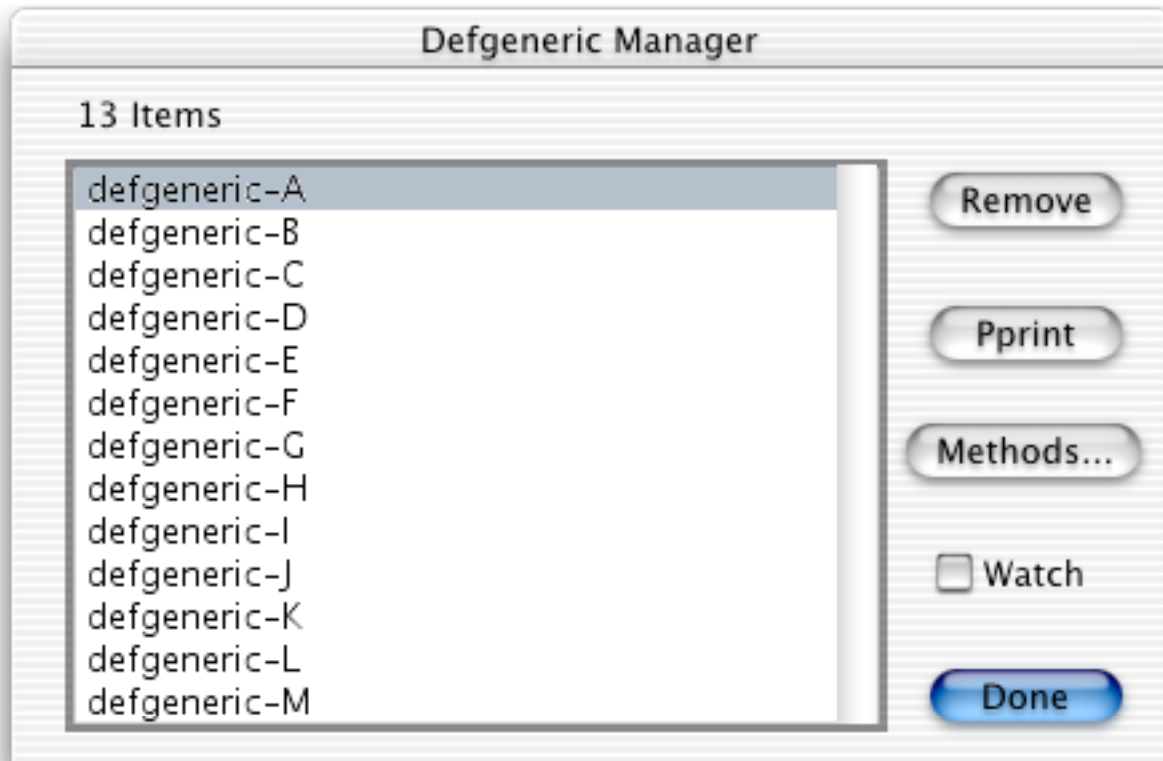 Defgeneric Manager
13 Items
defgeneric-A
defgeneric-B
defgeneric-C
defgeneric-D
defgeneric-E
defgeneric-F
defgeneric-G
defgeneric-H
defgeneric-I
defgeneric-J
defgeneric-K
defgeneric-L
defgeneric-M
Remove
Pprint
Methods...
Watch
Done